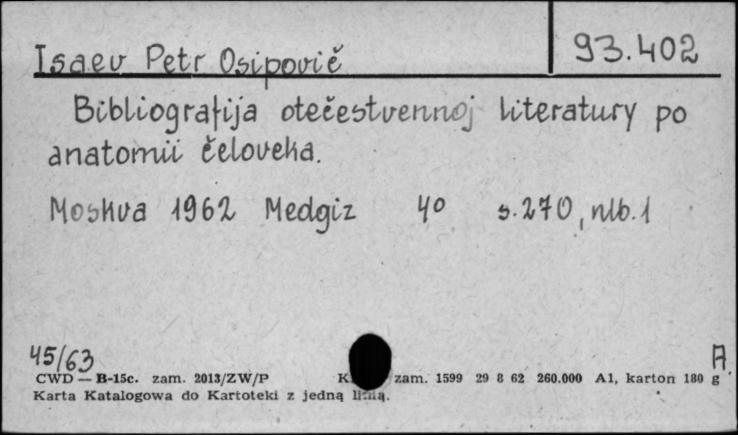 Isaev Petr Osipovič
93.402
Bibliografija otečestvennoj literatury po
anatomii čeloveka.
Moskva 1962 Medgiz 4° s.270, nlb.1
45/63
A
CWD — B-15c. zam. 2013/ZW/P zam. 1599 29 8 62 260.000 A1, karton 180 g
Karta Katalogowa do Kartoteki z jedną linią.